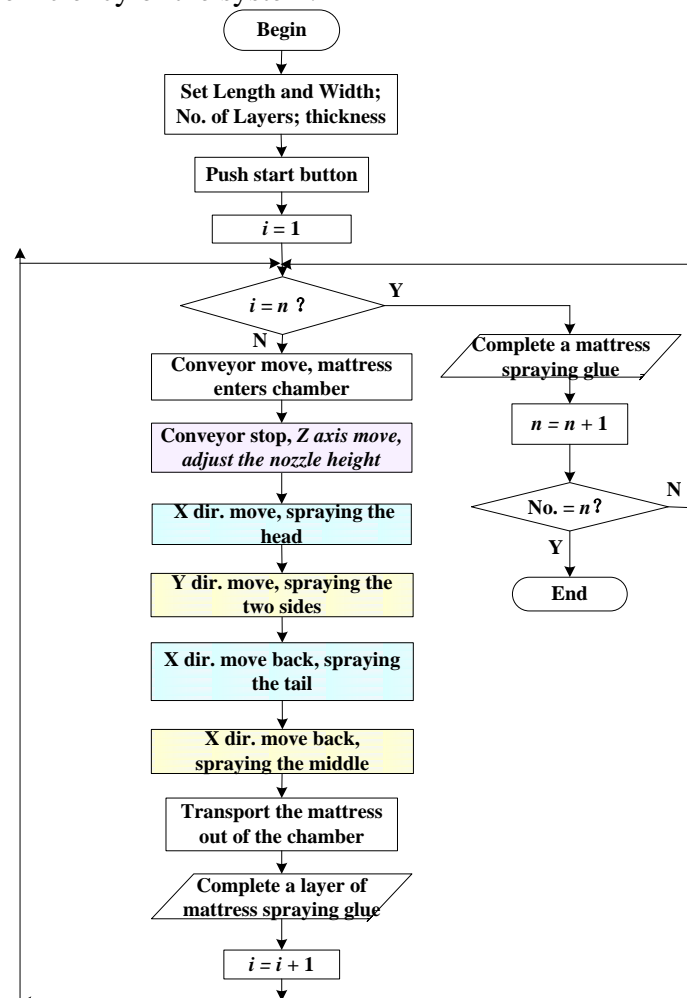 of the system.
Begin
Set Length and Width;
No. of Layers; thickness
Push start button
i = 1
i = n ?
Y
N
Conveyor move, mattress
enters chamber
Conveyor stop, Z axis move,
adjust the nozzle height
X dir. move, spraying the
head
Y dir. move, spraying the
two sides
X dir. move back, spraying
the tail
X dir. move back,
spraying the middle
Transport the mattress
out of the chamber
Complete a layer of
mattress spraying glue
i = i + 1
Complete a mattress
spraying glue
n = n + 1
No. = n?
N
Y
End